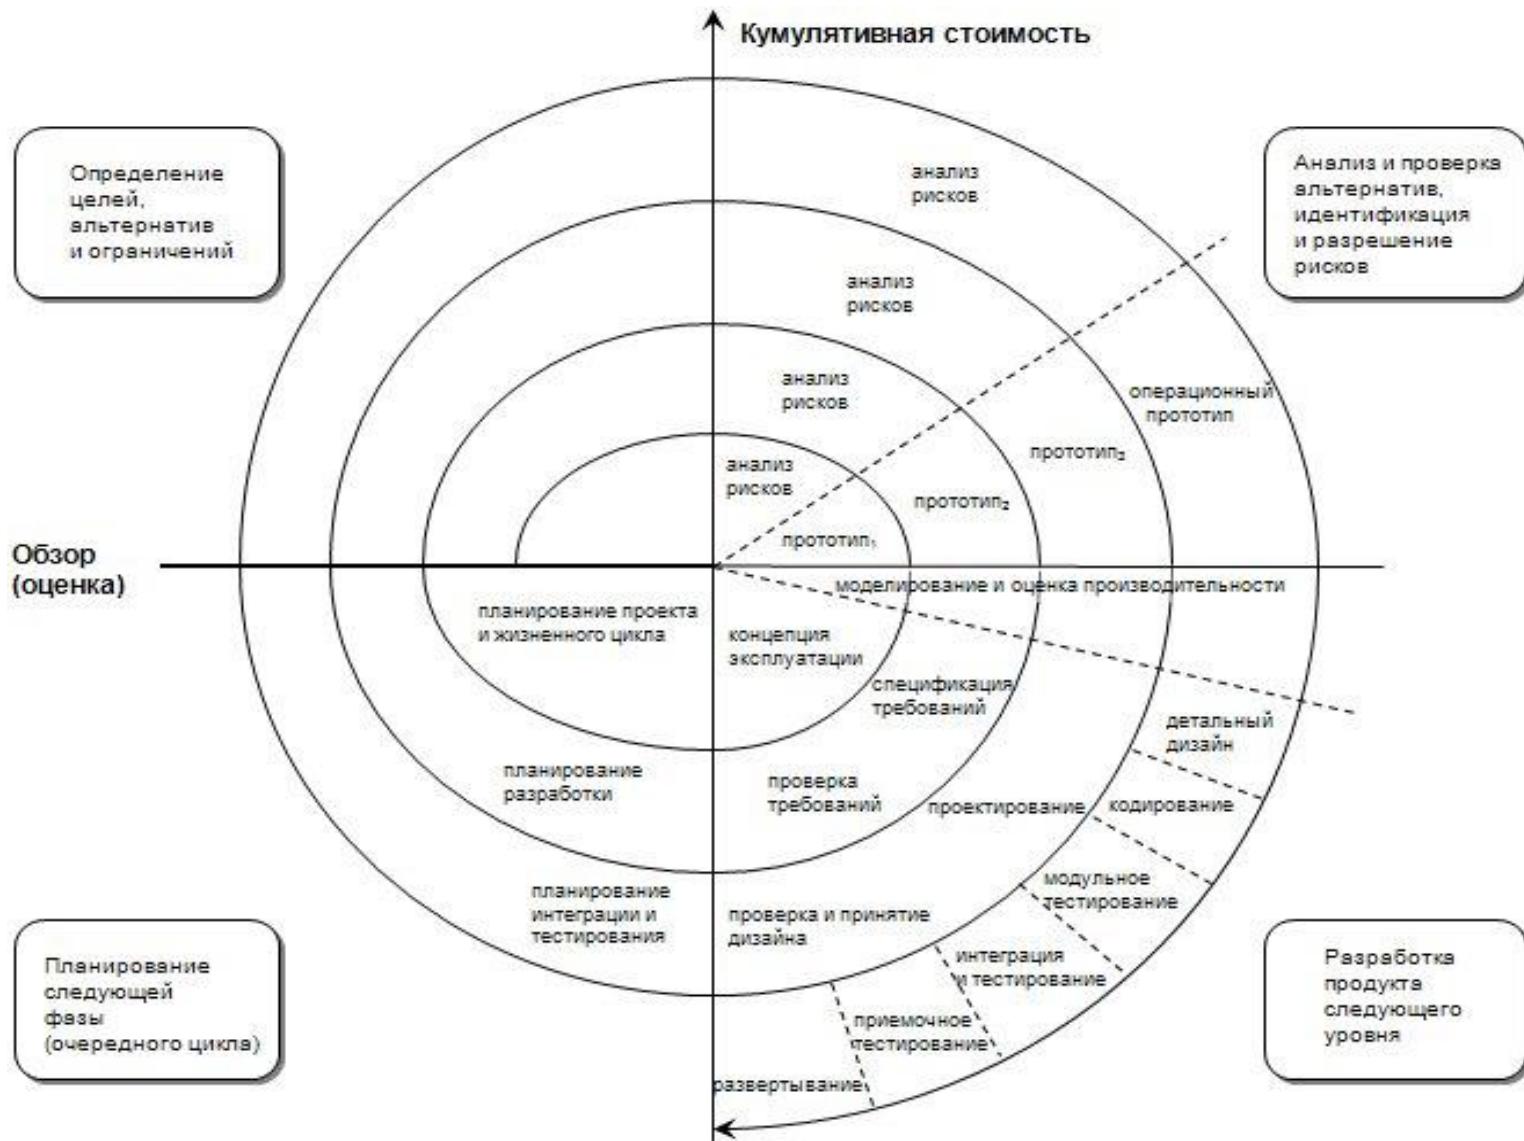 Кумулятивная стоимость
Определение
целей,
альтернатив
и ограничений
Анализ и проверка
альтернатив,
идентификация
и разрешение
рисков
анализ
рисков
анализ
рисков
анализ
рисков
анализ
рисков
операционный
прототип
прототип₃
прототип₂
прототип₁
Обзор
(оценка)
моделирование и оценка производительности
планирование проекта
и жизненного цикла
концепция
эксплуатации
спецификация
требований
детальный
дизайн
планирование
разработки
проверка
требований
проектирование
кодирование
модульное
тестирование
планирование
интеграции и
тестирования
проверка и принятие
дизайна
интеграция
и тестирование
приемочное
тестирование
развертывание
Планирование
следующей
фазы
(очередного цикла)
Разработка
продукта
следующего
уровня